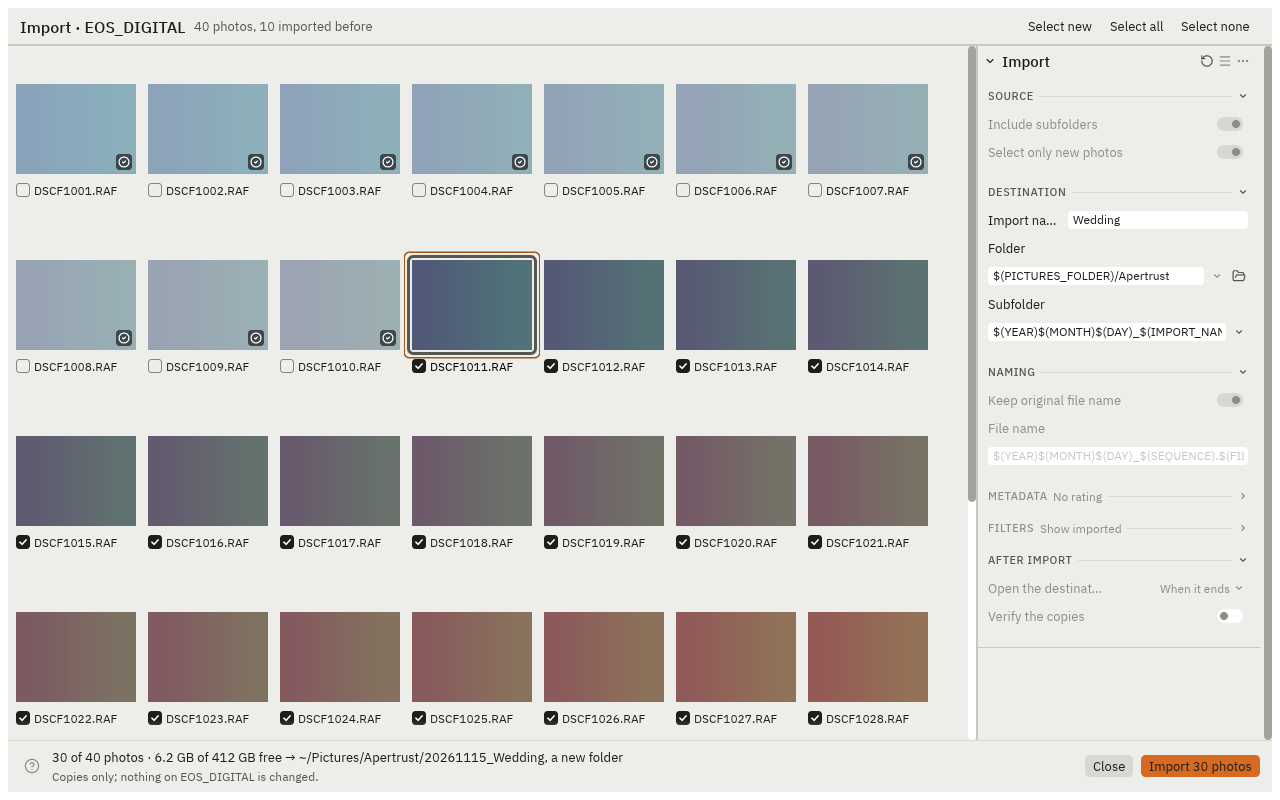 Import · EOS_DIGITAL 40 photos, 10 imported before Select new Select all Select none
DSCF1001.RAF DSCF1002.RAF DSCF1003.RAF DSCF1004.RAF DSCF1005.RAF DSCF1006.RAF DSCF1007.RAF
DSCF1008.RAF DSCF1009.RAF DSCF1010.RAF DSCF1011.RAF DSCF1012.RAF DSCF1013.RAF DSCF1014.RAF
DSCF1015.RAF DSCF1016.RAF DSCF1017.RAF DSCF1018.RAF DSCF1019.RAF DSCF1020.RAF DSCF1021.RAF
DSCF1022.RAF DSCF1023.RAF DSCF1024.RAF DSCF1025.RAF DSCF1026.RAF DSCF1027.RAF DSCF1028.RAF
Import
SOURCE
Include subfolders
Select only new photos
DESTINATION
Import na... Wedding
Folder
$(PICTURES_FOLDER)/Apertrust
Subfolder
$(YEAR)$(MONTH)$(DAY)_$(IMPORT_NAM
NAMING
Keep original file name
File name
$(YEAR)$(MONTH)$(DAY)_$(SEQUENCE).$(FIL
METADATA No rating
FILTERS Show imported
AFTER IMPORT
Open the destinat... When it ends
Verify the copies
30 of 40 photos · 6.2 GB of 412 GB free → ~/Pictures/Apertrust/20261115_Wedding, a new folder
Copies only; nothing on EOS_DIGITAL is changed.
Close Import 30 photos